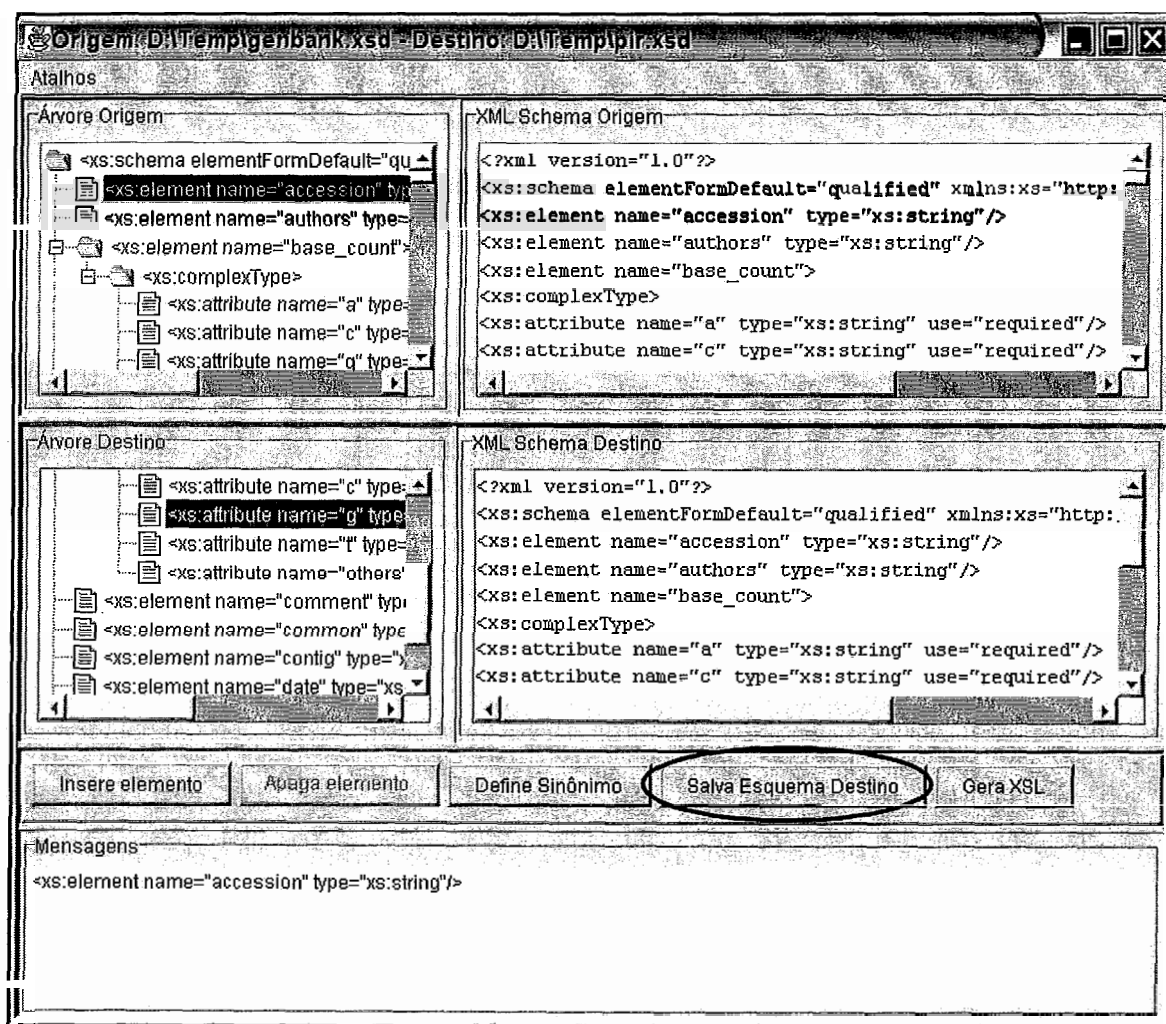 Origem: D:\Temp\genbank.xsd - Destino: D:\Temp\pir.xsd
Atalhos
Árvore Origem
<xs:schema elementFormDefault="qu
<xs:element name="accession" typ
<xs:element name="authors" type=
<xs:element name="base_count">
<xs:complexType>
<xs:attribute name="a" type=
<xs:attribute name="c" type=
<xs:attribute name="g" type=
XML Schema Origem
<?xml version="1.0"?>
<xs:schema elementFormDefault="qualified" xmlns:xs="http:
<xs:element name="accession" type="xs:string"/>
<xs:element name="authors" type="xs:string"/>
<xs:element name="base_count">
<xs:complexType>
<xs:attribute name="a" type="xs:string" use="required"/>
<xs:attribute name="c" type="xs:string" use="required"/>
Árvore Destino
<xs:attribute name="c" type=
<xs:attribute name="g" type
<xs:attribute name="t" type=
<xs:attribute name="others"
<xs:element name="comment" typ
<xs:element name="common" type
<xs:element name="contig" type="x
<xs:element name="date" type="xs
XML Schema Destino
<?xml version="1.0"?>
<xs:schema elementFormDefault="qualified" xmlns:xs="http:
<xs:element name="accession" type="xs:string"/>
<xs:element name="authors" type="xs:string"/>
<xs:element name="base_count">
<xs:complexType>
<xs:attribute name="a" type="xs:string" use="required"/>
<xs:attribute name="c" type="xs:string" use="required"/>
Insere elemento Apaga elemento Define Sinônimo Salva Esquema Destino Gera XSL
Mensagens
<xs:element name="accession" type="xs:string"/>